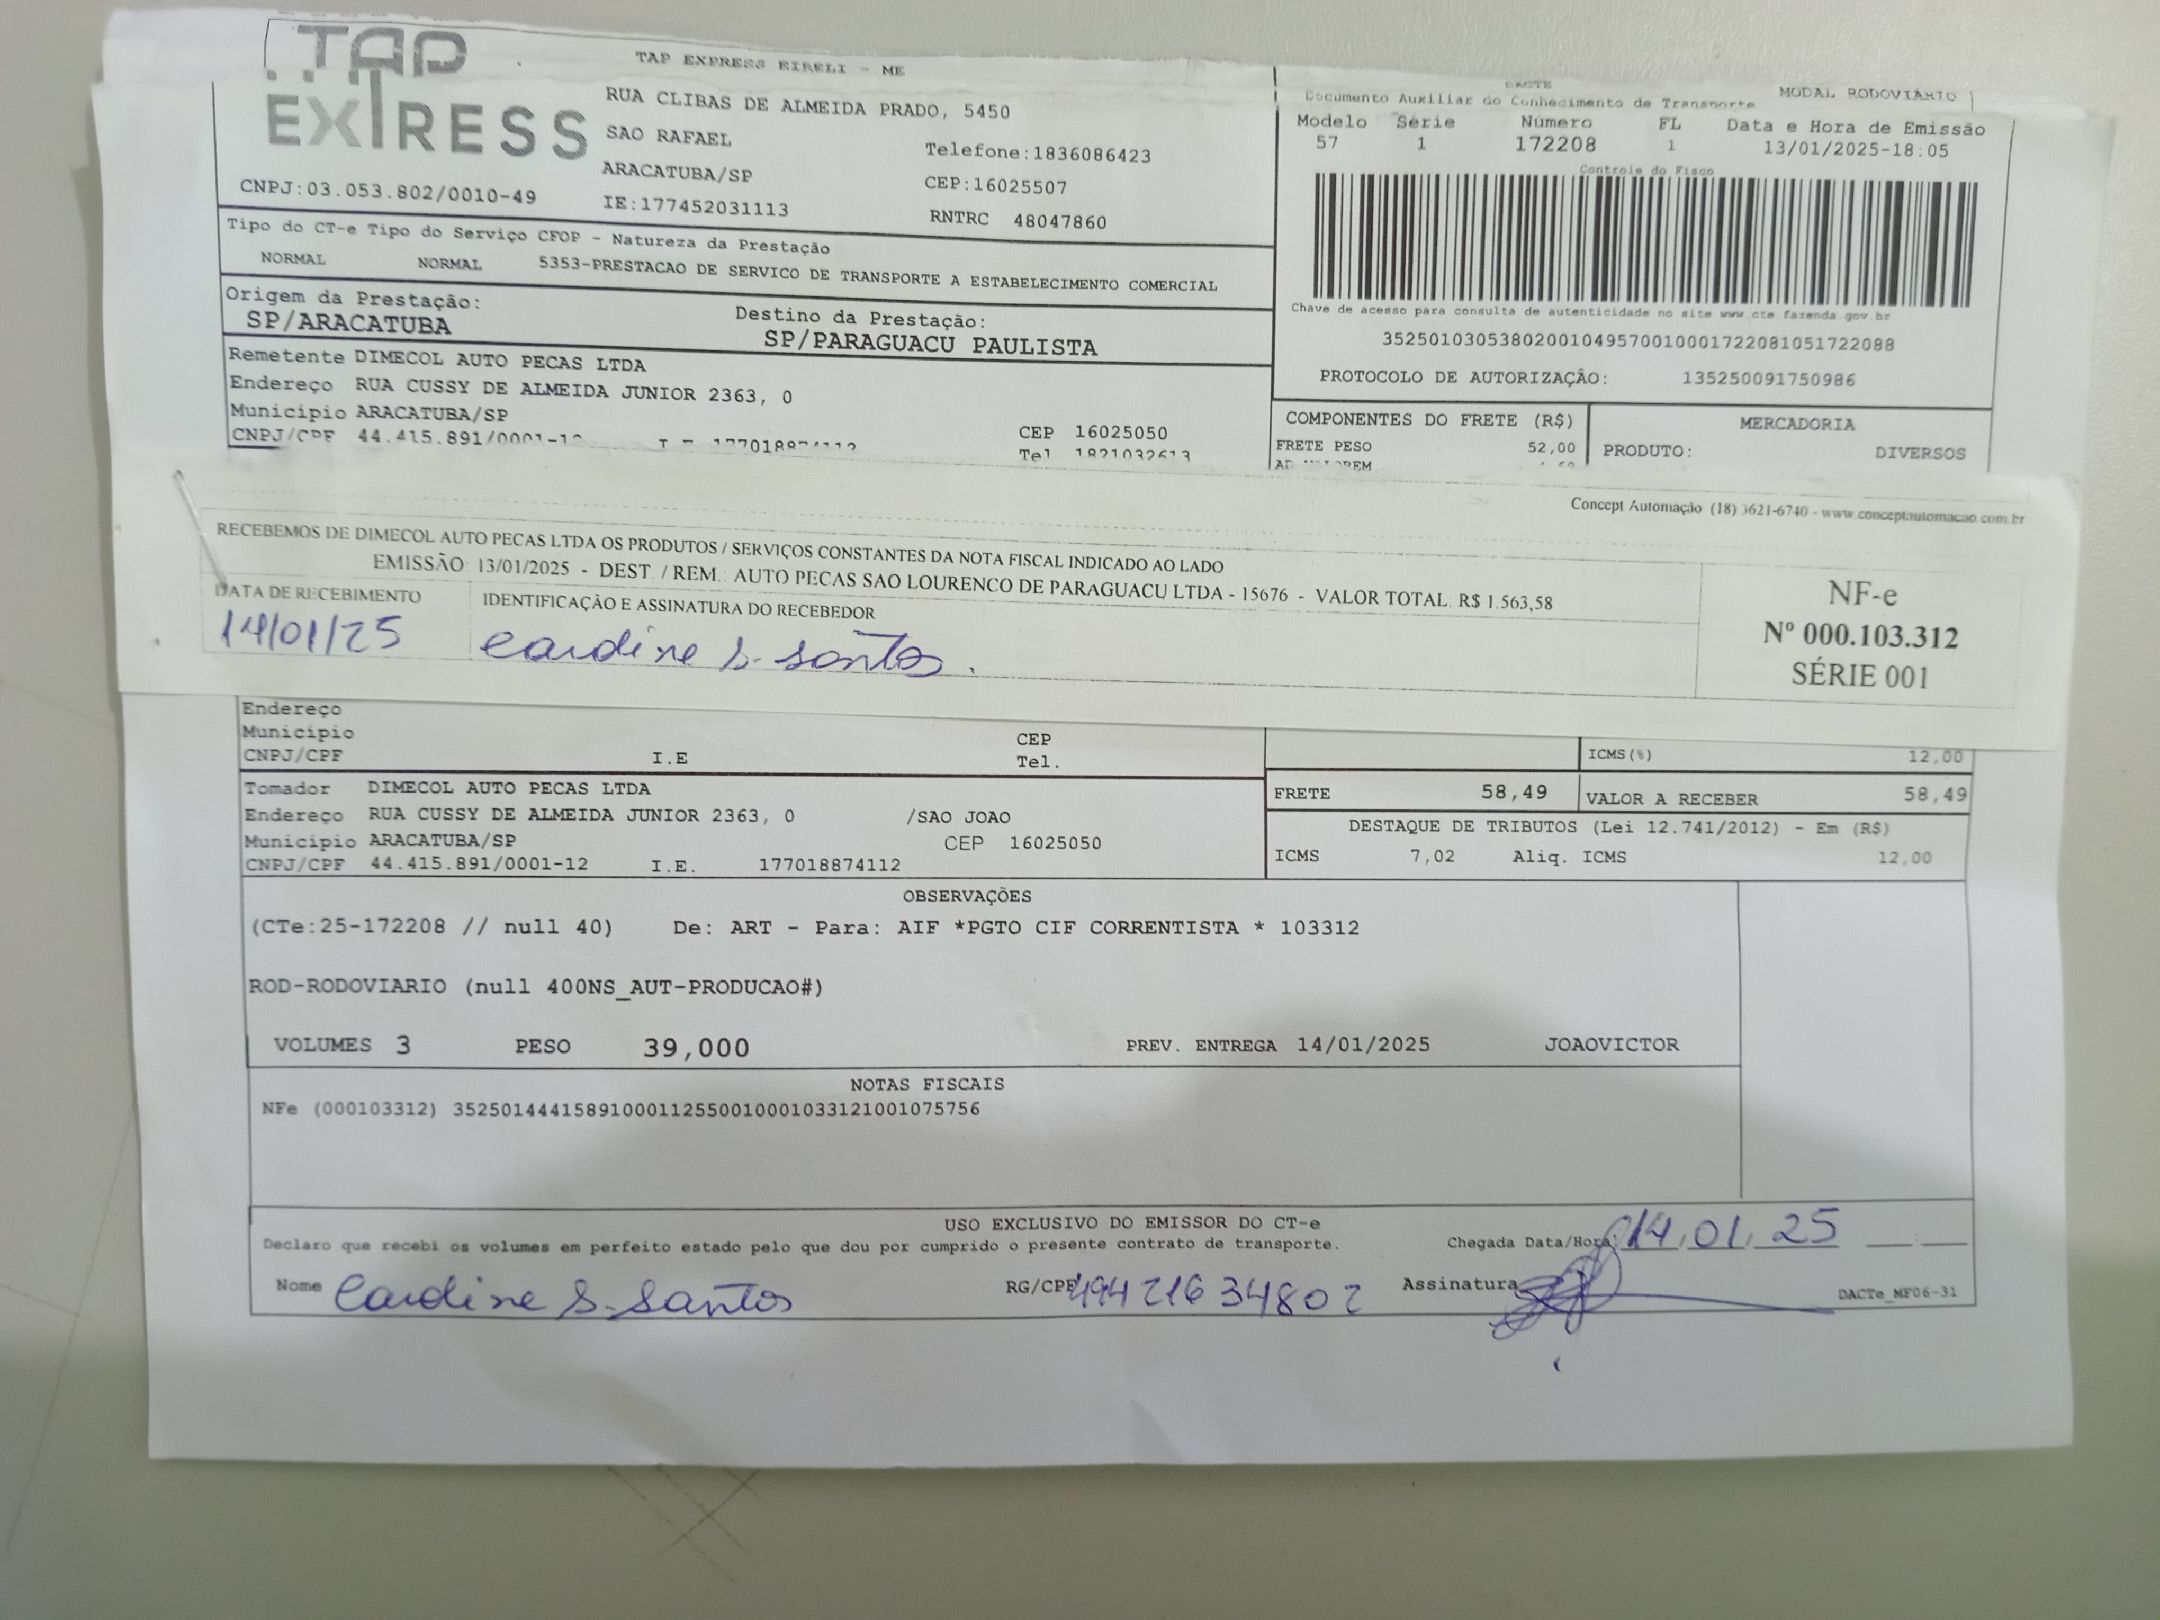 TAP
EXPRESS
TAP EXPRESS EIRELI - ME
RUA CLIBAS DE ALMEIDA PRADO, 5450
SAO RAFAEL
Telefone:1836086423
ARACATUBA/SP
CEP:16025507
CNPJ:03.053.802/0010-49
IE:177452031113
RNTRC 48047860
DACTE
MODAL RODOVIÁRIO
Documento Auxiliar do Conhecimento de Transporte
Modelo Série Número FL Data e Hora de Emissão
57 1 172208 1 13/01/2025-18:05
Controle do Fisco
Chave de acesso para consulta de autenticidade no site www.cte.fazenda.gov.br
35250103053802001049570010001722081051722088
PROTOCOLO DE AUTORIZAÇÂO: 135250091750986
Tipo do CT-e Tipo do Serviço CFOP - Natureza da Prestação
NORMAL NORMAL 5353-PRESTACAO DE SERVICO DE TRANSPORTE A ESTABELECIMENTO COMERCIAL
Origem da Prestação: Destino da Prestação:
SP/ARACATUBA SP/PARAGUACU PAULISTA
Remetente DIMECOL AUTO PECAS LTDA
Endereço RUA CUSSY DE ALMEIDA JUNIOR 2363, 0
Município ARACATUBA/SP
CEP 16025050
CNPJ/CPF 44.415.891/0001-12
Tel
COMPONENTES DO FRETE (R$) MERCADORIA
FRETE PESO 52,00 PRODUTO: DIVERSOS
Concept Automação (18) 3621-6740 - www.conceptautomacao.com.br
RECEBEMOS DE DIMECOL AUTO PECAS LTDA OS PRODUTOS / SERVIÇOS CONSTANTES DA NOTA FISCAL INDICADO AO LADO
EMISSÃO: 13/01/2025 - DEST. / REM.: AUTO PECAS SAO LOURENCO DE PARAGUACU LTDA - 15676 - VALOR TOTAL: R$ 1.563,58
DATA DE RECEBIMENTO IDENTIFICAÇÃO E ASSINATURA DO RECEBEDOR
14/01/25 Caroline S. Santos.
NF-e
Nº 000.103.312
SÉRIE 001
Endereço
Município CEP
CNPJ/CPF I.E Tel.
ICMS(%) 12,00
Tomador DIMECOL AUTO PECAS LTDA
Endereço RUA CUSSY DE ALMEIDA JUNIOR 2363, 0 /SAO JOAO
Município ARACATUBA/SP CEP 16025050
CNPJ/CPF 44.415.891/0001-12 I.E. 177018874112
FRETE 58,49 VALOR A RECEBER 58,49
DESTAQUE DE TRIBUTOS (Lei 12.741/2012) - Em (R$)
ICMS 7,02 Aliq. ICMS 12,00
OBSERVAÇÕES
(CTe:25-172208 // null 40) De: ART - Para: AIF *PGTO CIF CORRENTISTA * 103312
ROD-RODOVIARIO (null 400NS_AUT-PRODUCAO#)
VOLUMES 3 PESO 39,000 PREV. ENTREGA 14/01/2025 JOAOVICTOR
NOTAS FISCAIS
NFe (000103312) 35250144415891000112550010001033121001075756
USO EXCLUSIVO DO EMISSOR DO CT-e
Declaro que recebi os volumes em perfeito estado pelo que dou por cumprido o presente contrato de transporte. Chegada Data/Hora: 14/01/25
Nome Caroline S. Santos RG/CPF 49421634802 Assinatura DACTe_MF06-31